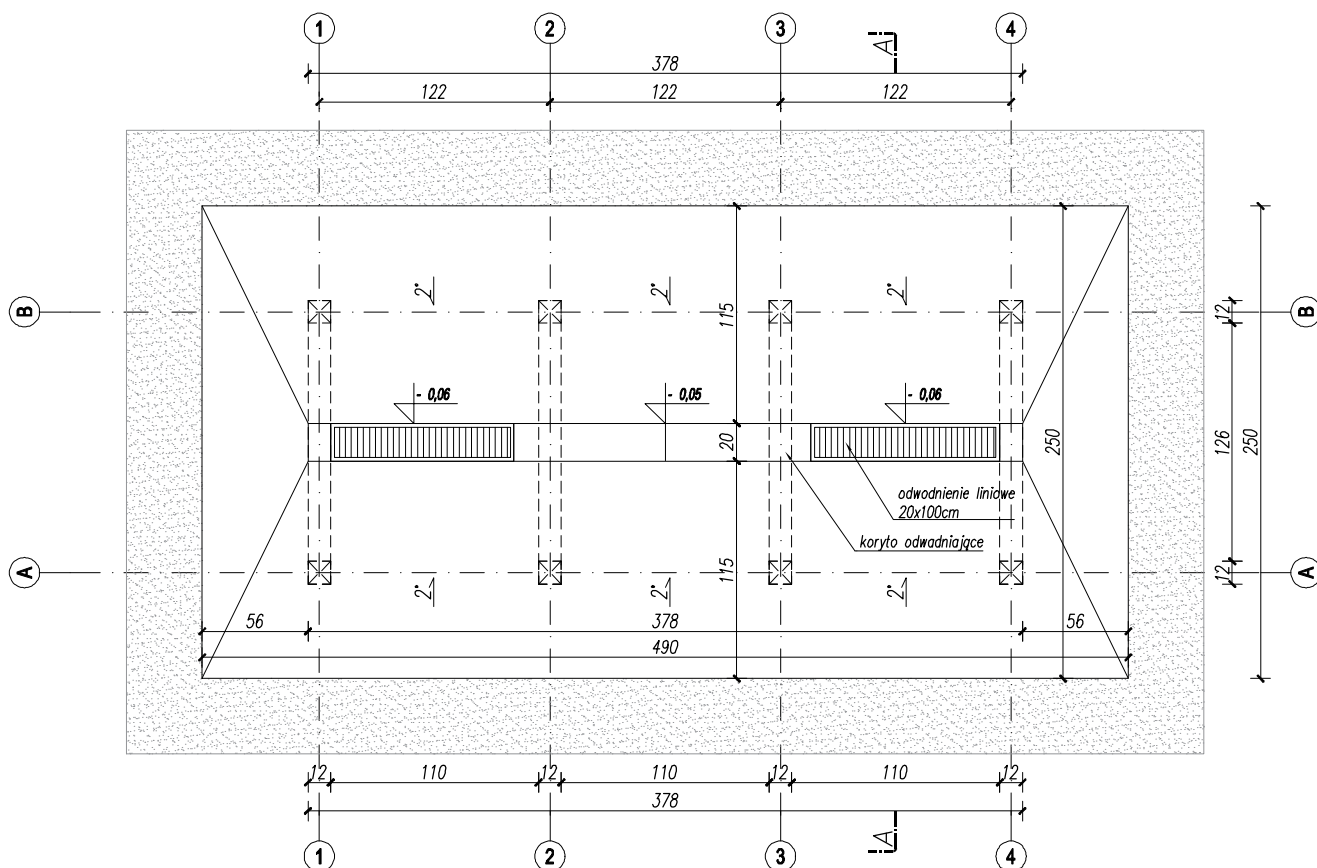 1 2 3 4
A
378
122 122 122
2° 2° 2°
B B
12
115
- 0,06 - 0,05 - 0,06
20 250 126 250
odwodnienie liniowe
20x100cm
koryto odwadniające
A A
12
2° 2° 2°
115
56 378 56
490
12 110 12 110 12 110 12
378
A
1 2 3 4